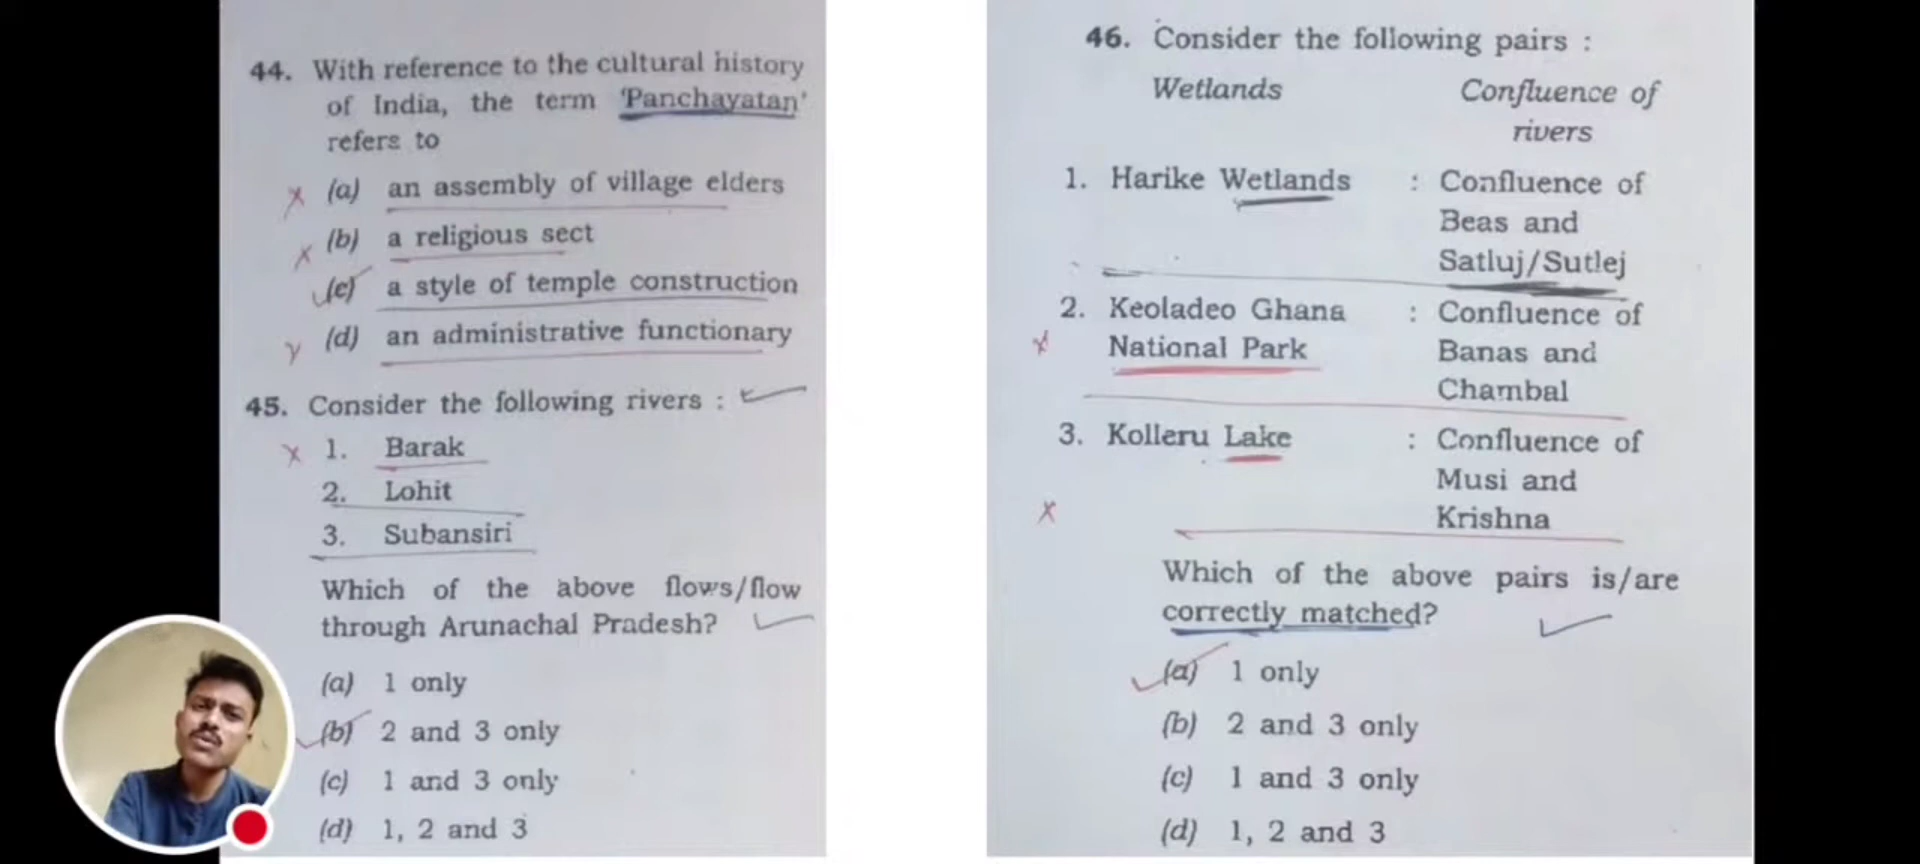 44. With reference to the cultural history
of India, the term 'Panchayatan'
refers to
(a) an assembly of village elders
(b) a religious sect
(c) a style of temple construction
(d) an administrative functionary
45. Consider the following rivers :
1. Barak
2. Lohit
3. Subansiri
Which of the above flows/flow
through Arunachal Pradesh?
(a) 1 only
(b) 2 and 3 only
(c) 1 and 3 only
(d) 1, 2 and 3
46. Consider the following pairs :
Wetlands Confluence of
rivers
1. Harike Wetlands : Confluence of
Beas and
Satluj/Sutlej
2. Keoladeo Ghana : Confluence of
National Park Banas and
Chambal
3. Kolleru Lake : Confluence of
Musi and
Krishna
Which of the above pairs is/are
correctly matched?
(a) 1 only
(b) 2 and 3 only
(c) 1 and 3 only
(d) 1, 2 and 3